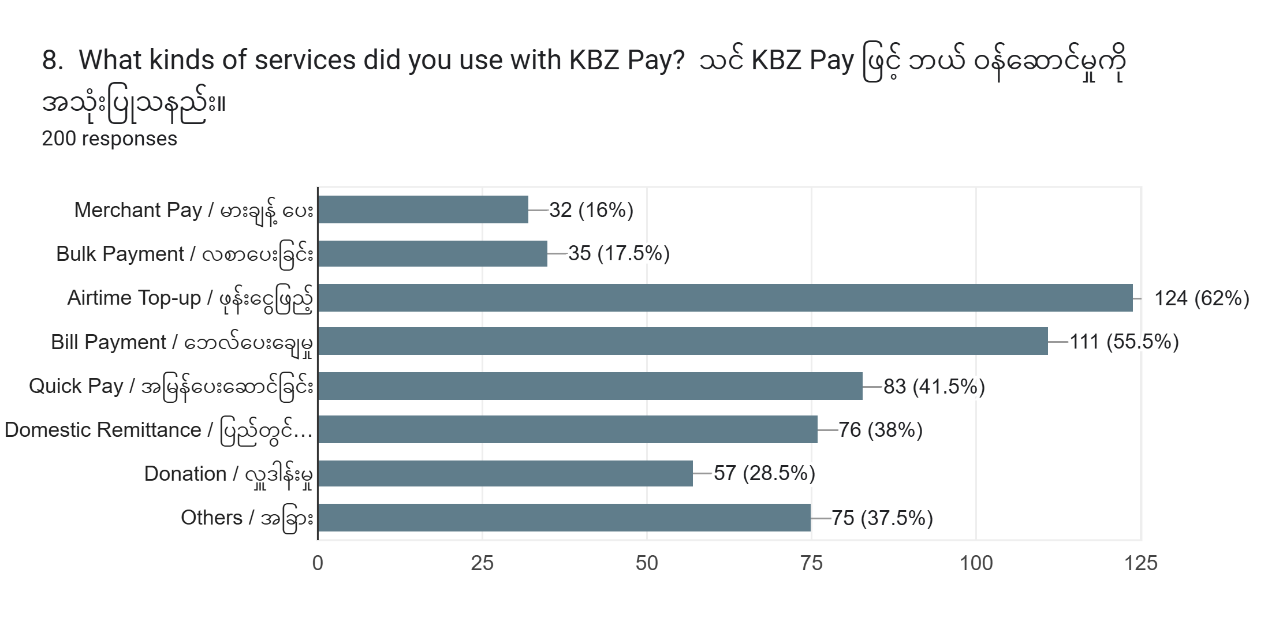 8. What kinds of services did you use with KBZ Pay? သင် KBZ Pay ဖြင့် ဘယ် ဝန်ဆောင်မှုကို
အသုံးပြုသနည်း။
200 responses
Merchant Pay / မားချန့် ပေး
32 (16%)
Bulk Payment / လစာပေးခြင်း
35 (17.5%)
Airtime Top-up / ဖုန်းငွေဖြည့်
124 (62%)
Bill Payment / ဘေလ်ပေးချေမှု
111 (55.5%)
Quick Pay / အမြန်ပေးဆောင်ခြင်း
83 (41.5%)
Domestic Remittance / ပြည်တွင်...
76 (38%)
Donation / လှူဒါန်းမှု
57 (28.5%)
Others / အခြား
75 (37.5%)
0 25 50 75 100 125